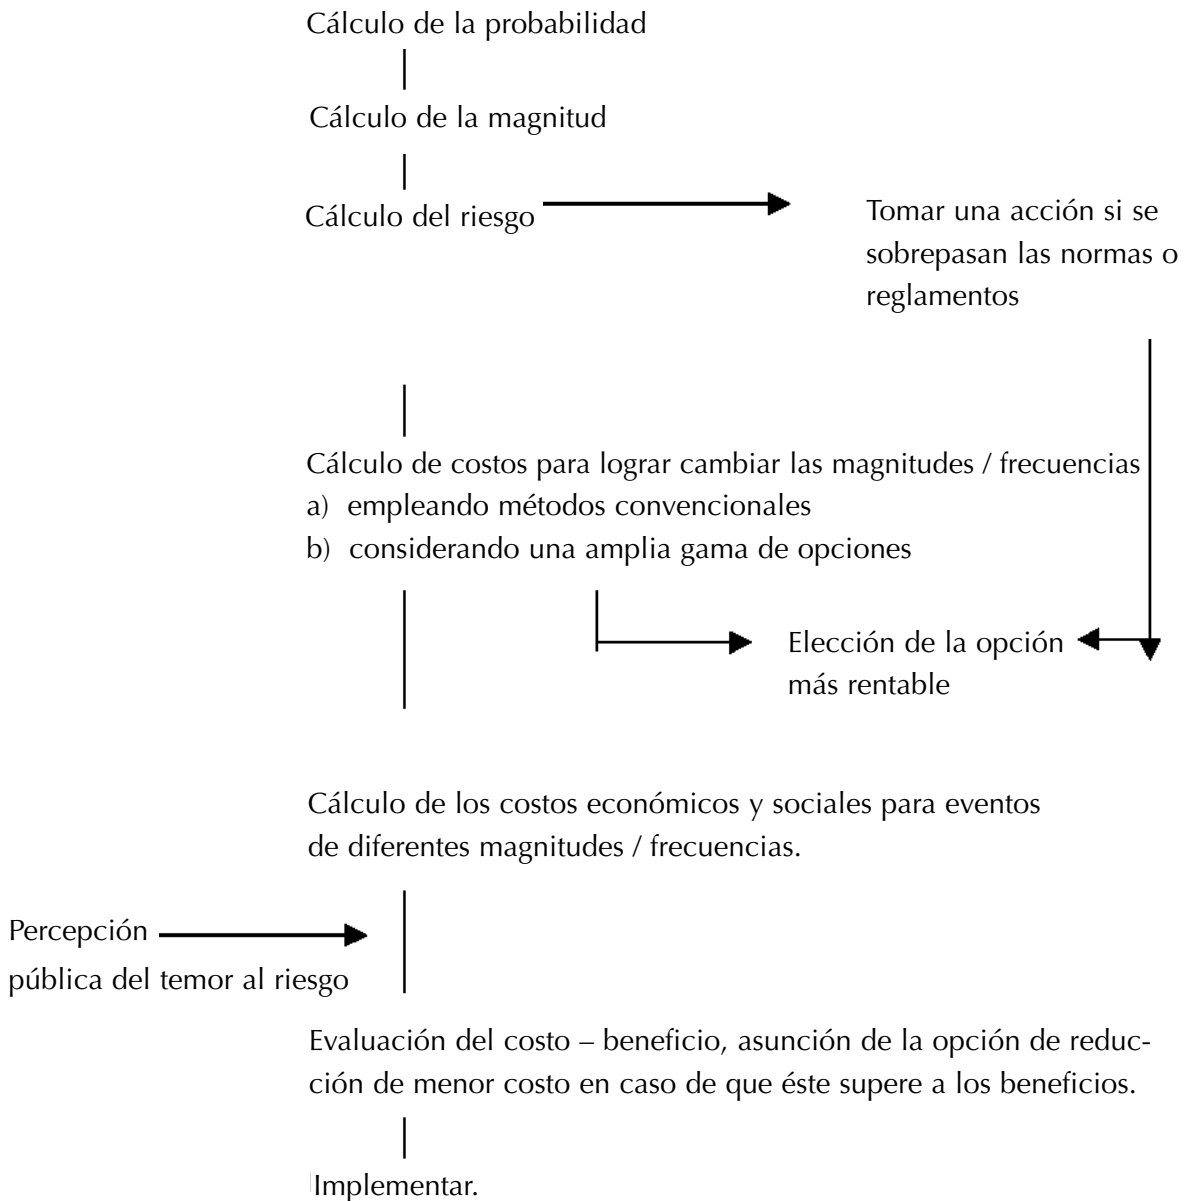 Cálculo de la probabilidad
Cálculo de la magnitud
Cálculo del riesgo
Tomar una acción si se
sobrepasan las normas o
reglamentos
Cálculo de costos para lograr cambiar las magnitudes / frecuencias
a) empleando métodos convencionales
b) considerando una amplia gama de opciones
Elección de la opción
más rentable
Cálculo de los costos económicos y sociales para eventos
de diferentes magnitudes / frecuencias.
Percepción
pública del temor al riesgo
Evaluación del costo – beneficio, asunción de la opción de reduc-
ción de menor costo en caso de que éste supere a los beneficios.
Implementar.